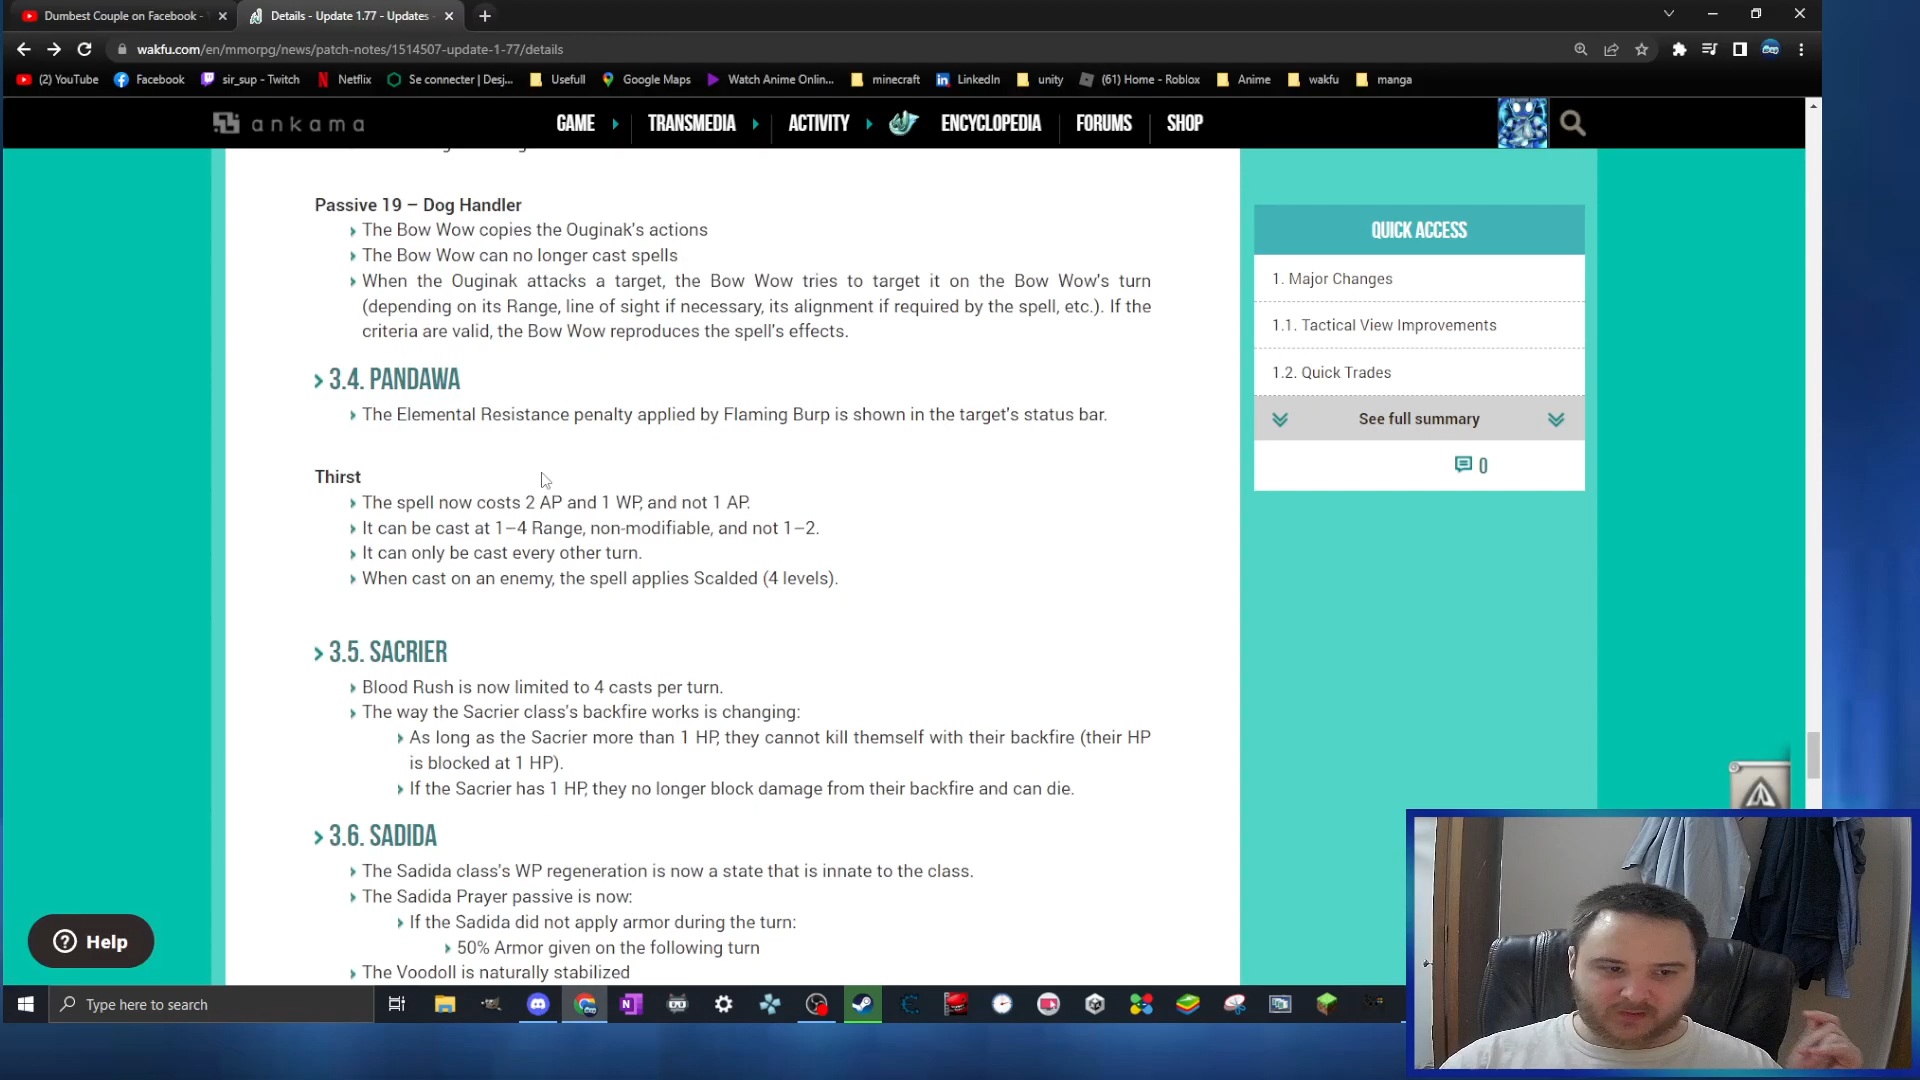 Dumbest Couple on Facebook -
Details - Update 1.77 - Updates -
wakfu.com/en/mmorpg/news/patch-notes/1514507-update-1-77/details
(2) YouTube
Facebook
sir_sup - Twitch
Netflix
Se connecter | Desj...
Usefull
Google Maps
Watch Anime Onlin...
minecraft
LinkedIn
unity
(61) Home - Roblox
Anime
wakfu
manga
ankama
GAME
TRANSMEDIA
ACTIVITY
ENCYCLOPEDIA
FORUMS
SHOP
Passive 19 – Dog Handler
The Bow Wow copies the Ouginak's actions
The Bow Wow can no longer cast spells
When the Ouginak attacks a target, the Bow Wow tries to target it on the Bow Wow's turn
(depending on its Range, line of sight if necessary, its alignment if required by the spell, etc.). If the
criteria are valid, the Bow Wow reproduces the spell's effects.
3.4. PANDAWA
The Elemental Resistance penalty applied by Flaming Burp is shown in the target's status bar.
Thirst
The spell now costs 2 AP and 1 WP, and not 1 AP.
It can be cast at 1–4 Range, non-modifiable, and not 1–2.
It can only be cast every other turn.
When cast on an enemy, the spell applies Scalded (4 levels).
3.5. SACRIER
Blood Rush is now limited to 4 casts per turn.
The way the Sacrier class's backfire works is changing:
As long as the Sacrier more than 1 HP, they cannot kill themself with their backfire (their HP
is blocked at 1 HP).
If the Sacrier has 1 HP, they no longer block damage from their backfire and can die.
3.6. SADIDA
The Sadida class's WP regeneration is now a state that is innate to the class.
The Sadida Prayer passive is now:
If the Sadida did not apply armor during the turn:
50% Armor given on the following turn
The Voodoll is naturally stabilized
QUICK ACCESS
1. Major Changes
1.1. Tactical View Improvements
1.2. Quick Trades
See full summary
0
Help
Type here to search